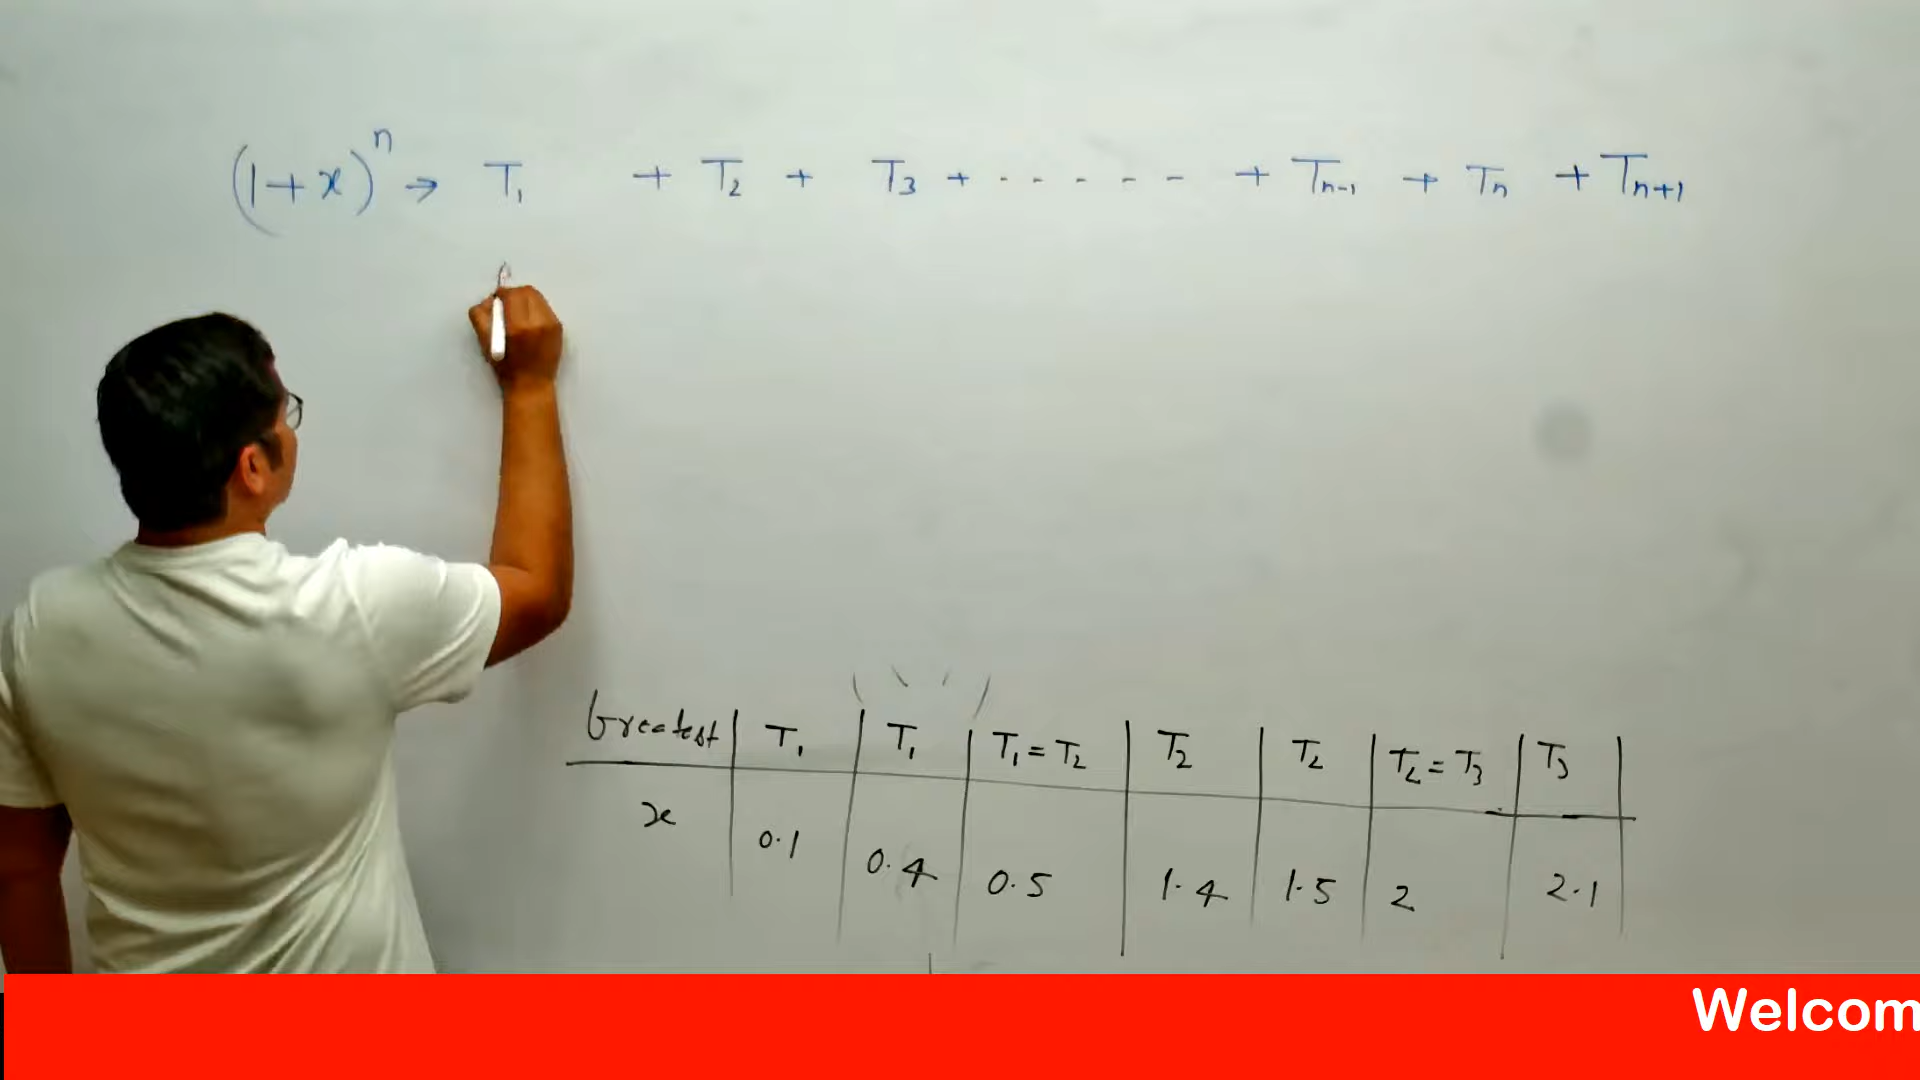 (1+x)^n → T₁ + T₂ + T₃ + - - - - - + Tₙ₋₁ + Tₙ + Tₙ₊₁
Greatest | T₁ | T₁ | T₁ = T₂ | T₂ | T₂ | T₂ = T₃ | T₃ |
x | 0.1 | 0.4 | 0.5 | 1.4 | 1.5 | 2 | 2.1 |
Welcom